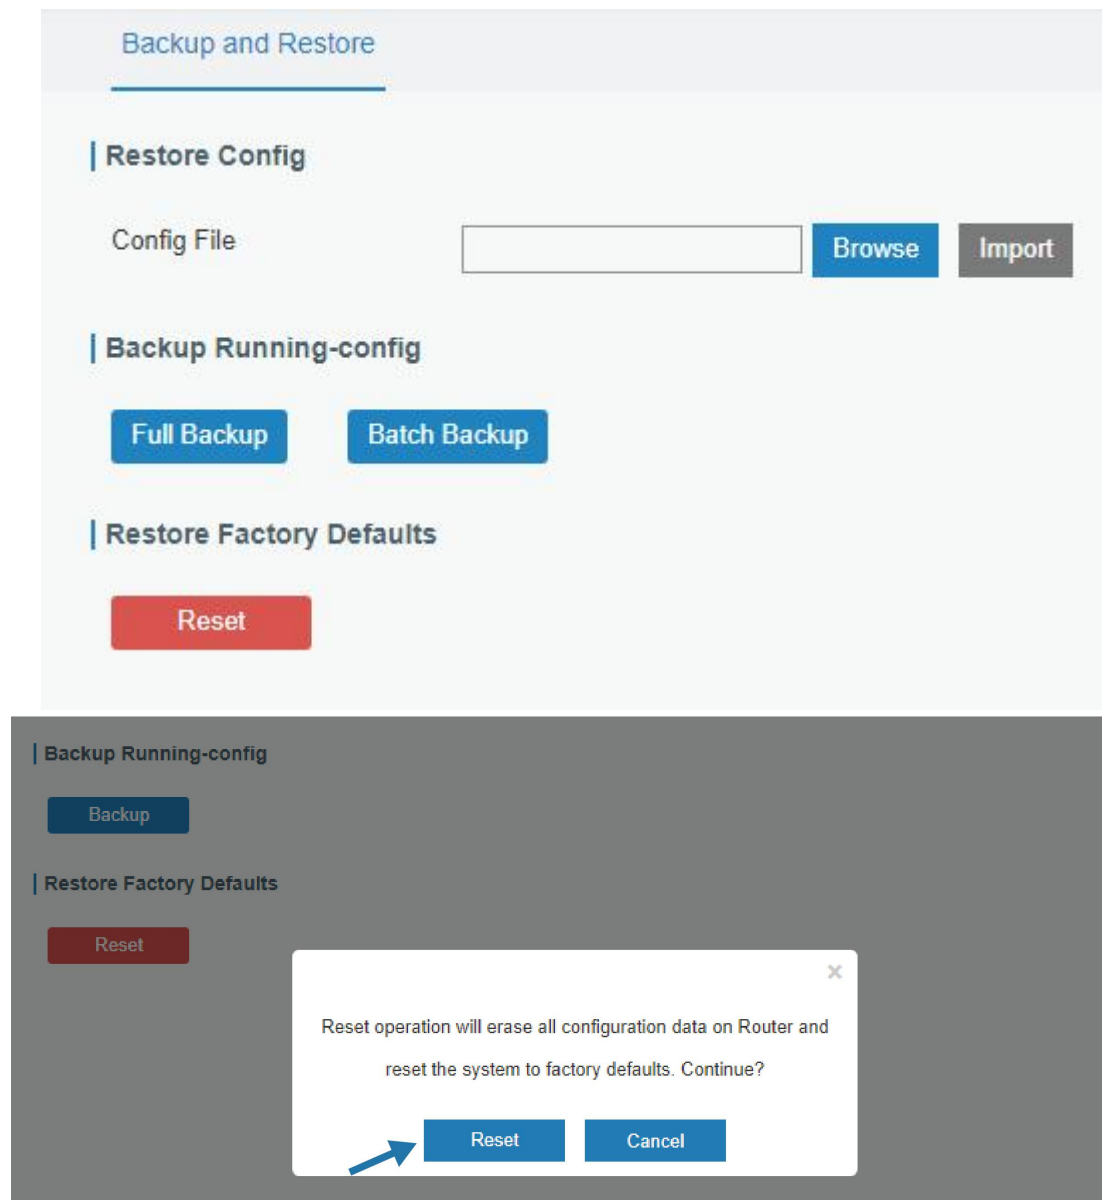 Backup and Restore
Restore Config
Config File
Browse Import
Backup Running-config
Full Backup Batch Backup
Restore Factory Defaults
Reset
Backup Running-config
Backup
Restore Factory Defaults
Reset
×
Reset operation will erase all configuration data on Router and
reset the system to factory defaults. Continue?
Reset Cancel